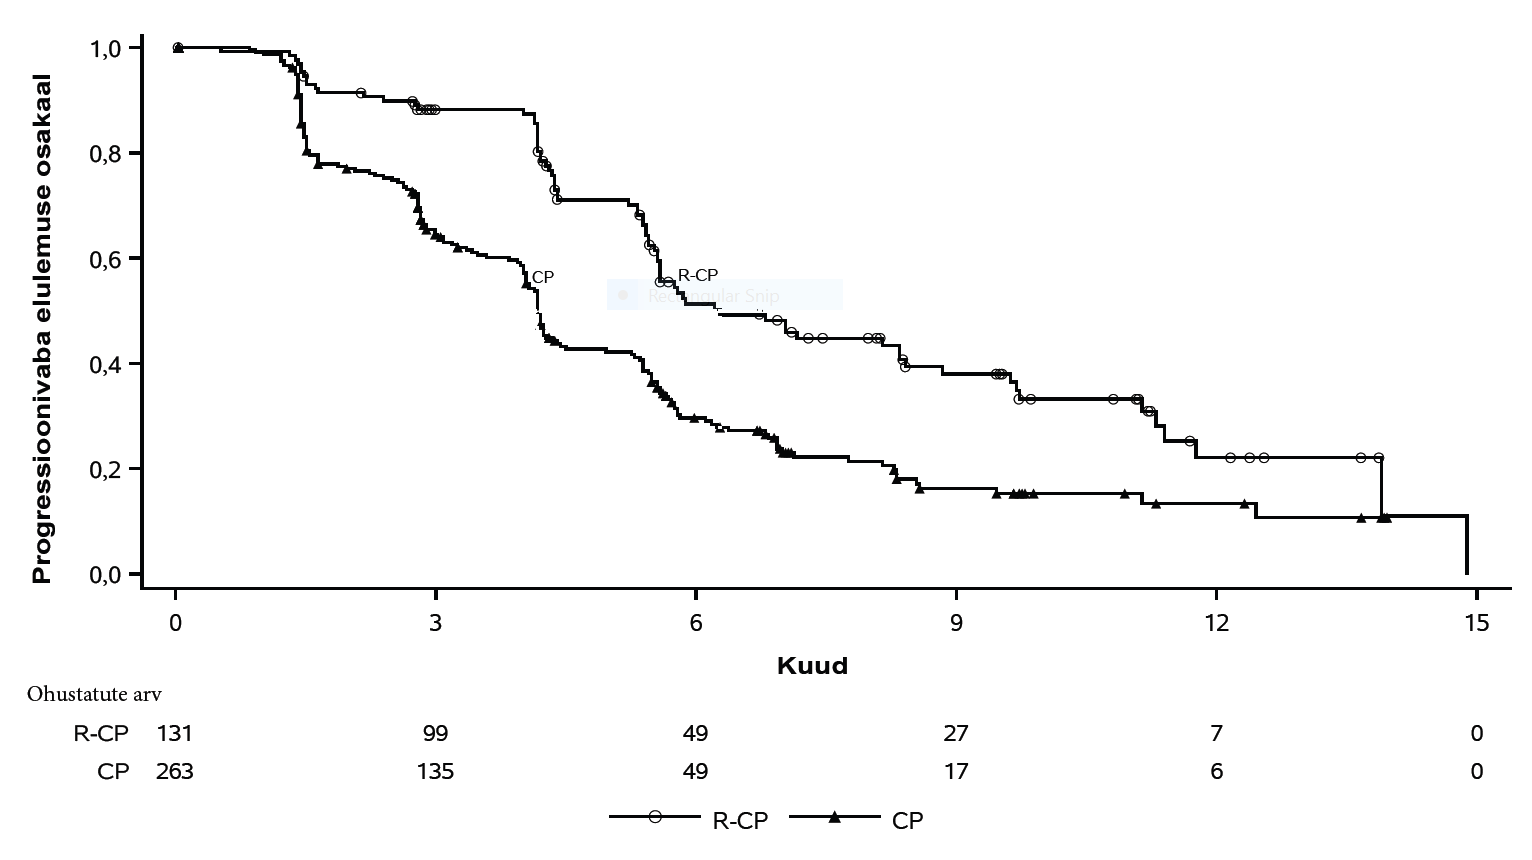 Progressioonivaba elulemuse osakaal
1,0
0,8
0,6
0,4
0,2
0,0
CP
R-CP
Rectangular Snip
0 3 6 9 12 15
Kuud
Ohustatute arv
R-CP 131 99 49 27 7 0
CP 263 135 49 17 6 0
R-CP CP